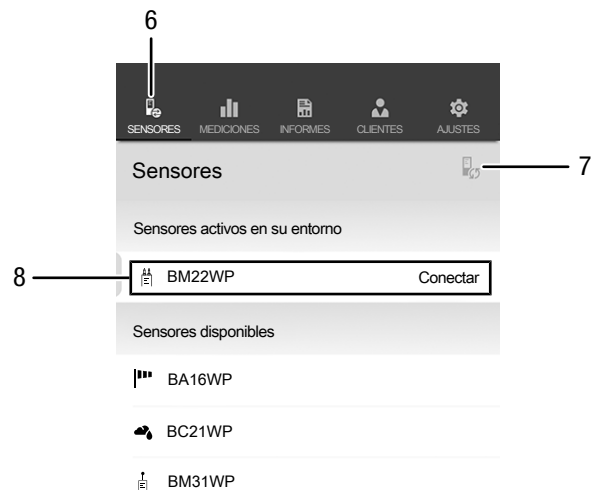 6
SENSORES MEDICIONES INFORMES CLIENTES AJUSTES
Sensores
7
Sensores activos en su entorno
8
BM22WP Conectar
Sensores disponibles
BA16WP
BC21WP
BM31WP